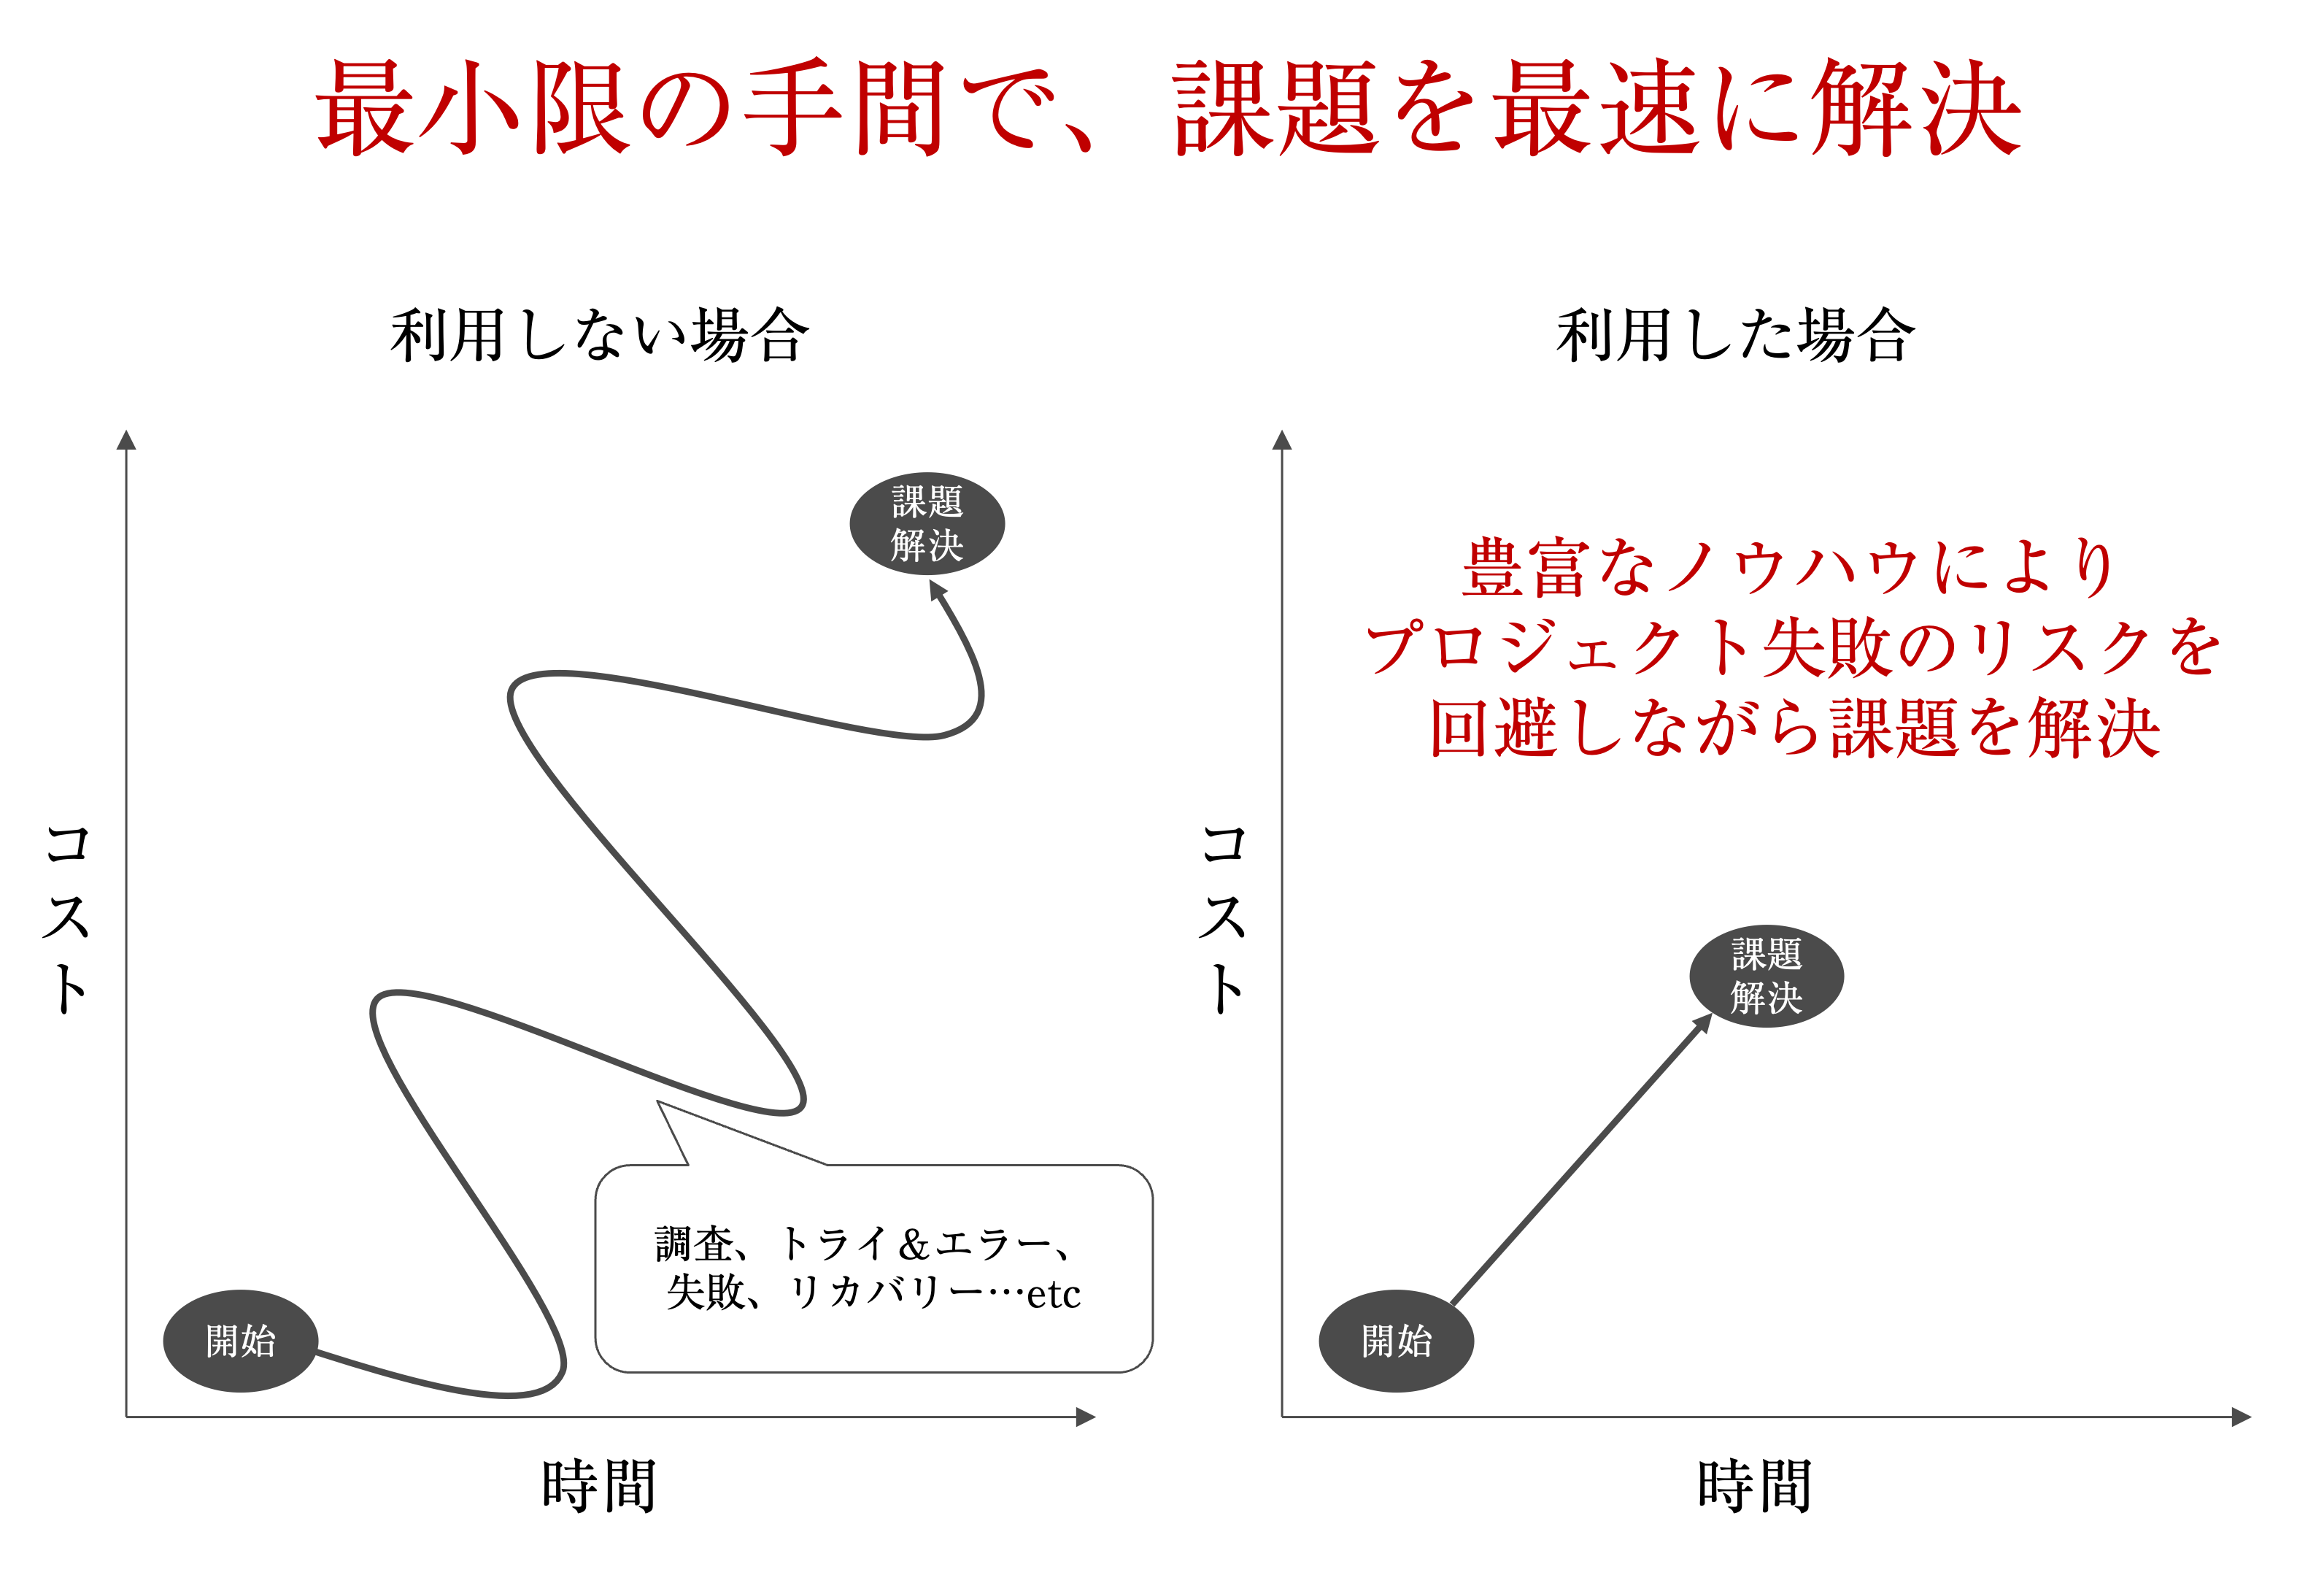 最小限の手間で、 課題を最速に解決
利用しない場合
コスト
課題
解決
調査、トライ＆エラー、
失敗、リカバリー…etc
開始
時間
利用した場合
コスト
豊富なノウハウにより
プロジェクト失敗のリスクを
回避しながら課題を解決
課題
解決
開始
時間